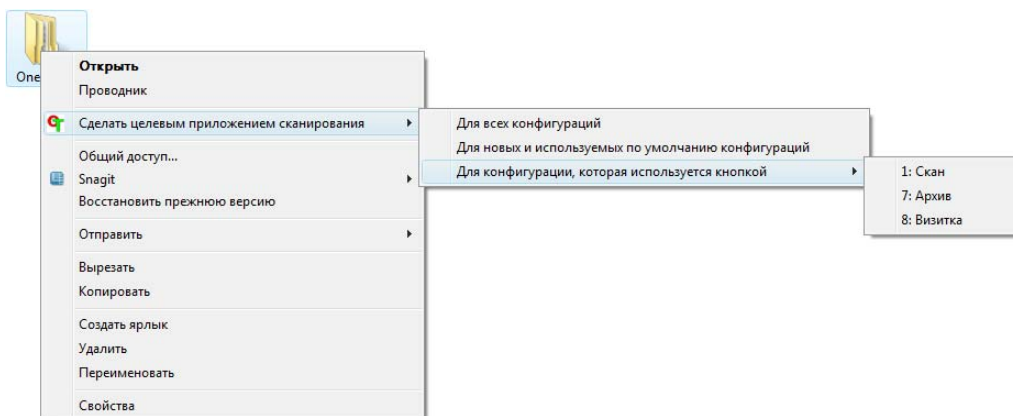 One
Открыть
Проводник
Сделать целевым приложением сканирования
Общий доступ...
Snagit
Восстановить прежнюю версию
Отправить
Вырезать
Копировать
Создать ярлык
Удалить
Переименовать
Свойства
Для всех конфигураций
Для новых и используемых по умолчанию конфигураций
Для конфигурации, которая используется кнопкой
1: Скан
7: Архив
8: Визитка